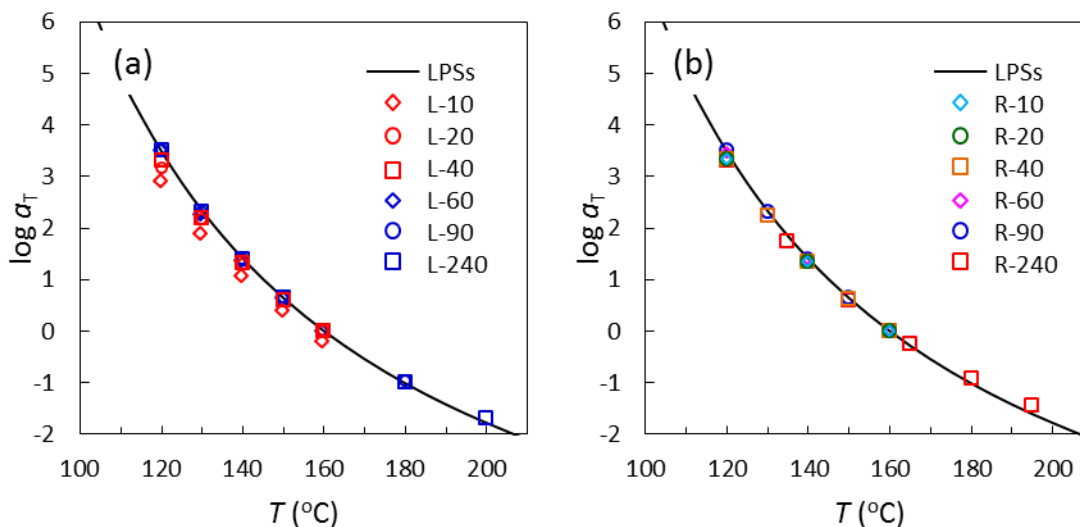 (a)
LPSs
L-10
L-20
L-40
L-60
L-90
L-240
6
5
4
3
2
1
0
-1
-2
log aT
100 120 140 160 180 200
T (°C)
(b)
LPSs
R-10
R-20
R-40
R-60
R-90
R-240
6
5
4
3
2
1
0
-1
-2
log aT
100 120 140 160 180 200
T (°C)